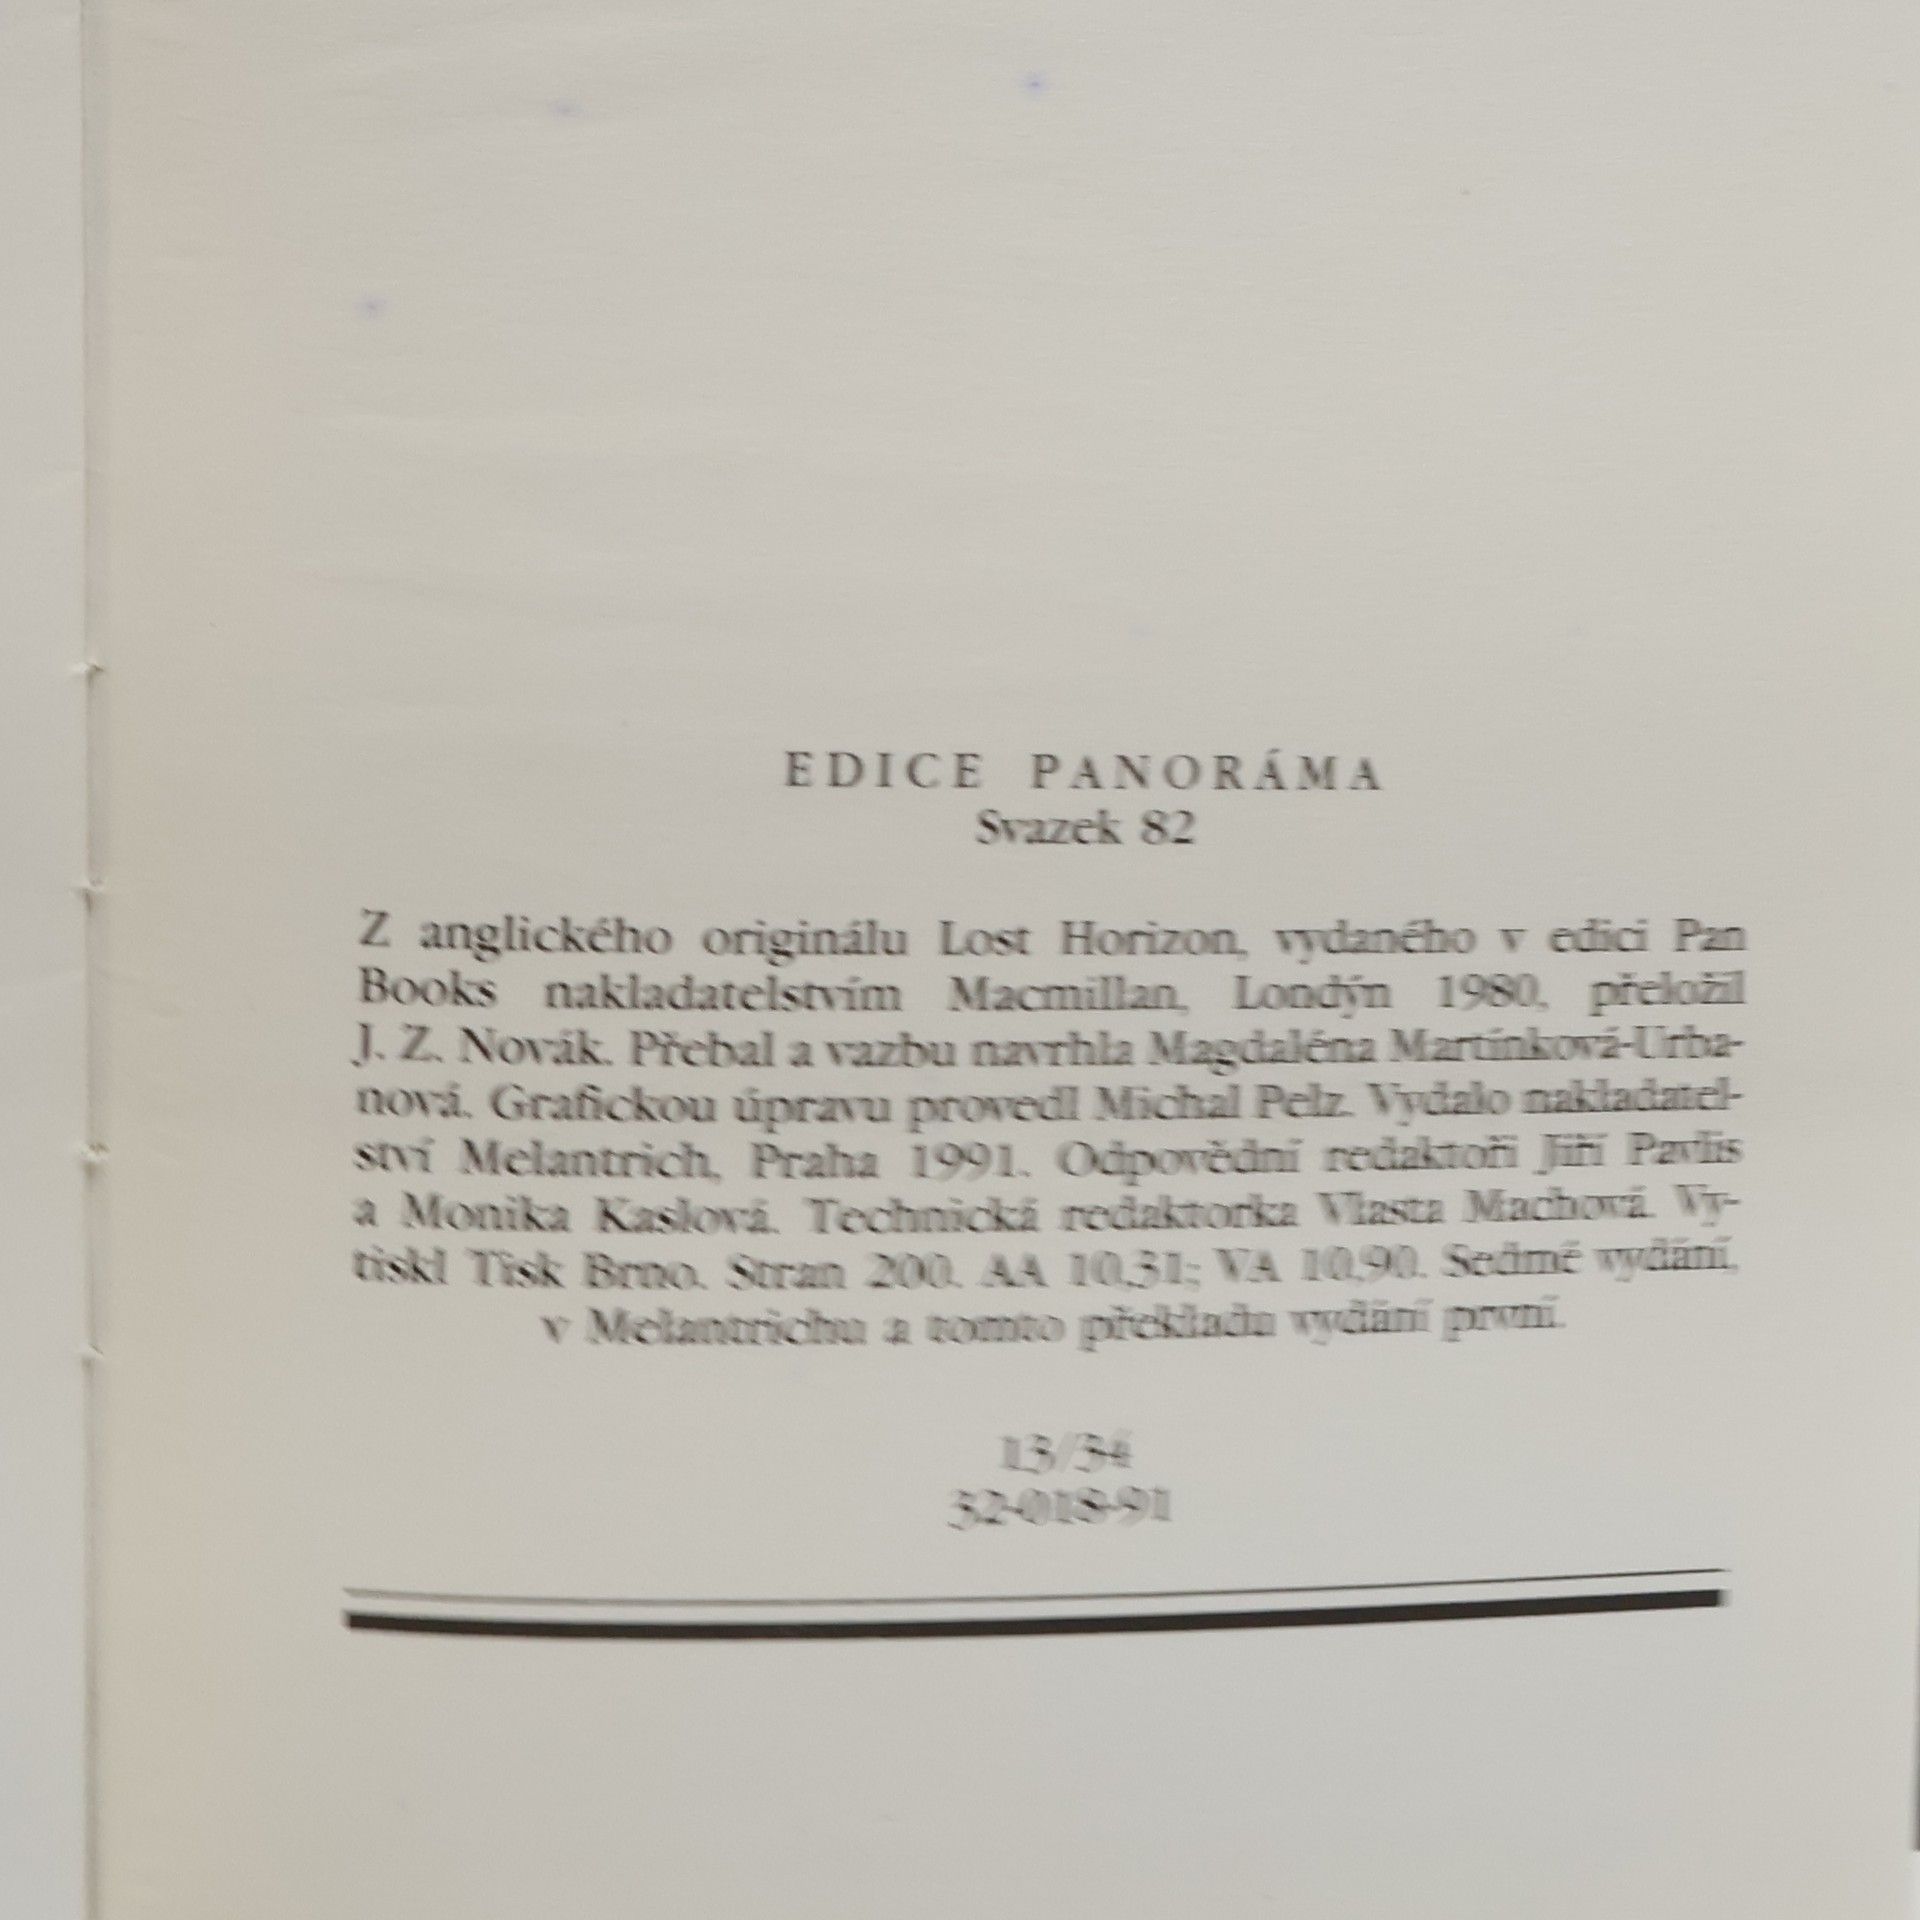 EDICE PANORÁMA
Svazek 82
Z anglického originálu Lost Horizon, vydaného v edici Pan
Books nakladatelstvím Macmillan, Londýn 1980, přeložil
J. Z. Novák. Přebal a vazbu navrhla Magdaléna Martínková-Urba-
nová. Grafickou úpravu provedl Michal Pelz. Vydalo nakladatel-
ství Melantrich, Praha 1991. Odpovědní redaktoři Jiří Pavlis
a Monika Kaslová. Technická redaktorka Vlasta Machová. Vy-
tiskl Tisk Brno. Stran 200. AA 10,31; VA 10,90. Sedmé vydání,
v Melantrichu a tomto překladu vydání první.
13/34
32-018-91